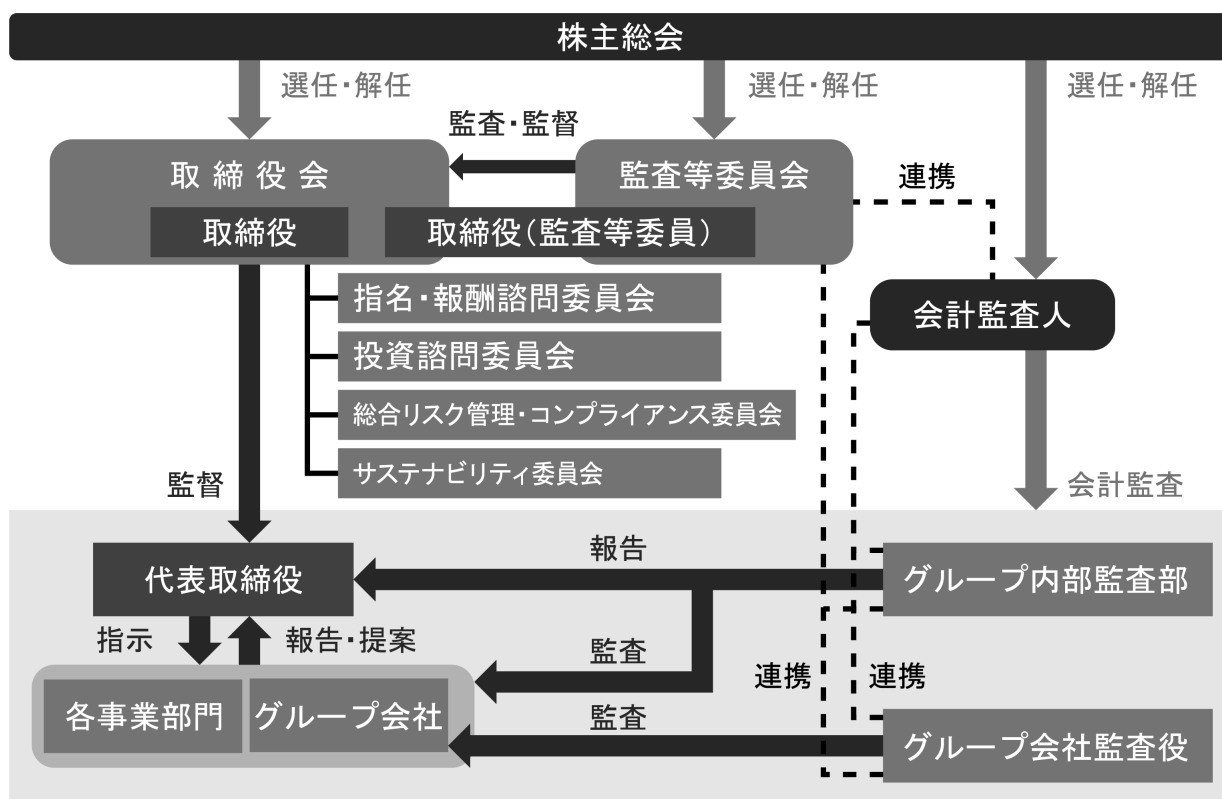 株主総会
選任・解任
選任・解任
選任・解任
監査・監督
取締役会
監査等委員会
連携
取締役
取締役(監査等委員)
指名・報酬諮問委員会
会計監査人
投資諮問委員会
総合リスク管理・コンプライアンス委員会
サステナビリティ委員会
監督
会計監査
報告
代表取締役
グループ内部監査部
指示
報告・提案
監査
連携
連携
各事業部門
グループ会社
監査
グループ会社監査役